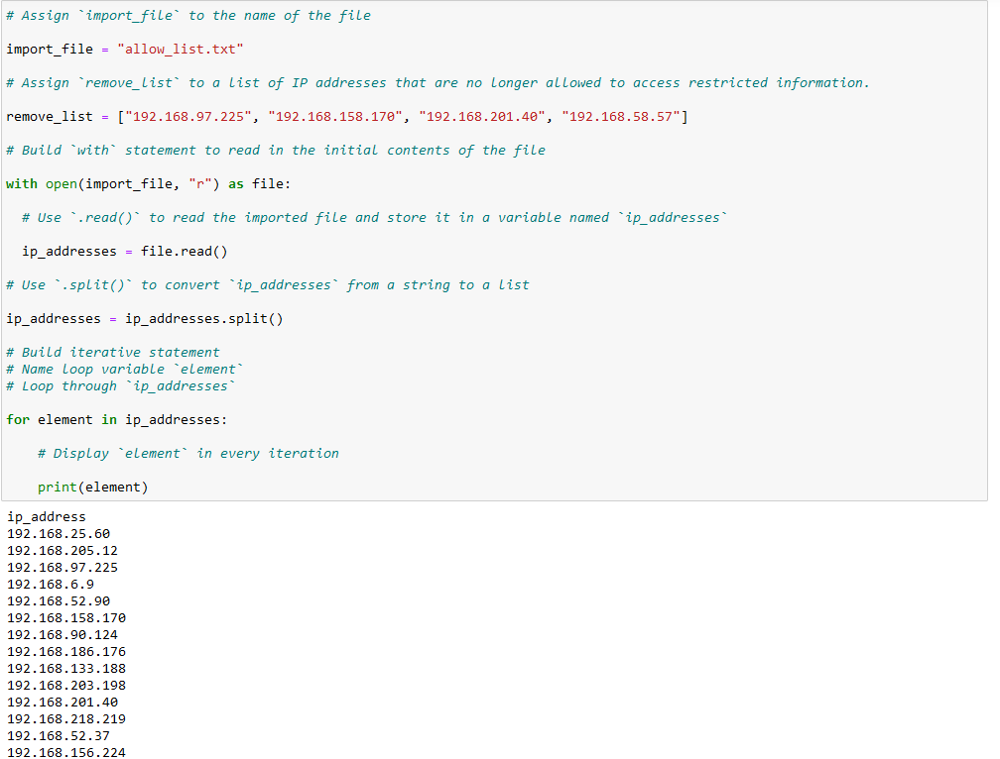 # Assign `import_file` to the name of the file
import_file = "allow_list.txt"
# Assign `remove_list` to a list of IP addresses that are no longer allowed to access restricted information.
remove_list = ["192.168.97.225", "192.168.158.170", "192.168.201.40", "192.168.58.57"]
# Build `with` statement to read in the initial contents of the file
with open(import_file, "r") as file:
  # Use `.read()` to read the imported file and store it in a variable named `ip_addresses`
  ip_addresses = file.read()
# Use `.split()` to convert `ip_addresses` from a string to a list
ip_addresses = ip_addresses.split()
# Build iterative statement
# Name loop variable `element`
# Loop through `ip_addresses`
for element in ip_addresses:
    # Display `element` in every iteration
    print(element)
ip_address
192.168.25.60
192.168.205.12
192.168.97.225
192.168.6.9
192.168.52.90
192.168.158.170
192.168.90.124
192.168.186.176
192.168.133.188
192.168.203.198
192.168.201.40
192.168.218.219
192.168.52.37
192.168.156.224